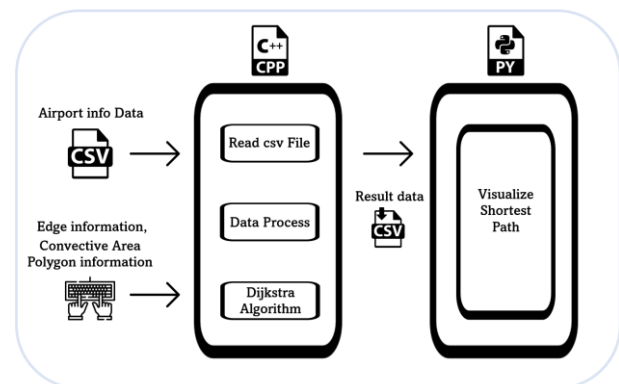 Airport info Data
CSV
Edge information,
Convective Area
Polygon information
C++
CPP
Read csv File
Data Process
Dijkstra
Algorithm
Result data
CSV
PY
Visualize
Shortest
Path